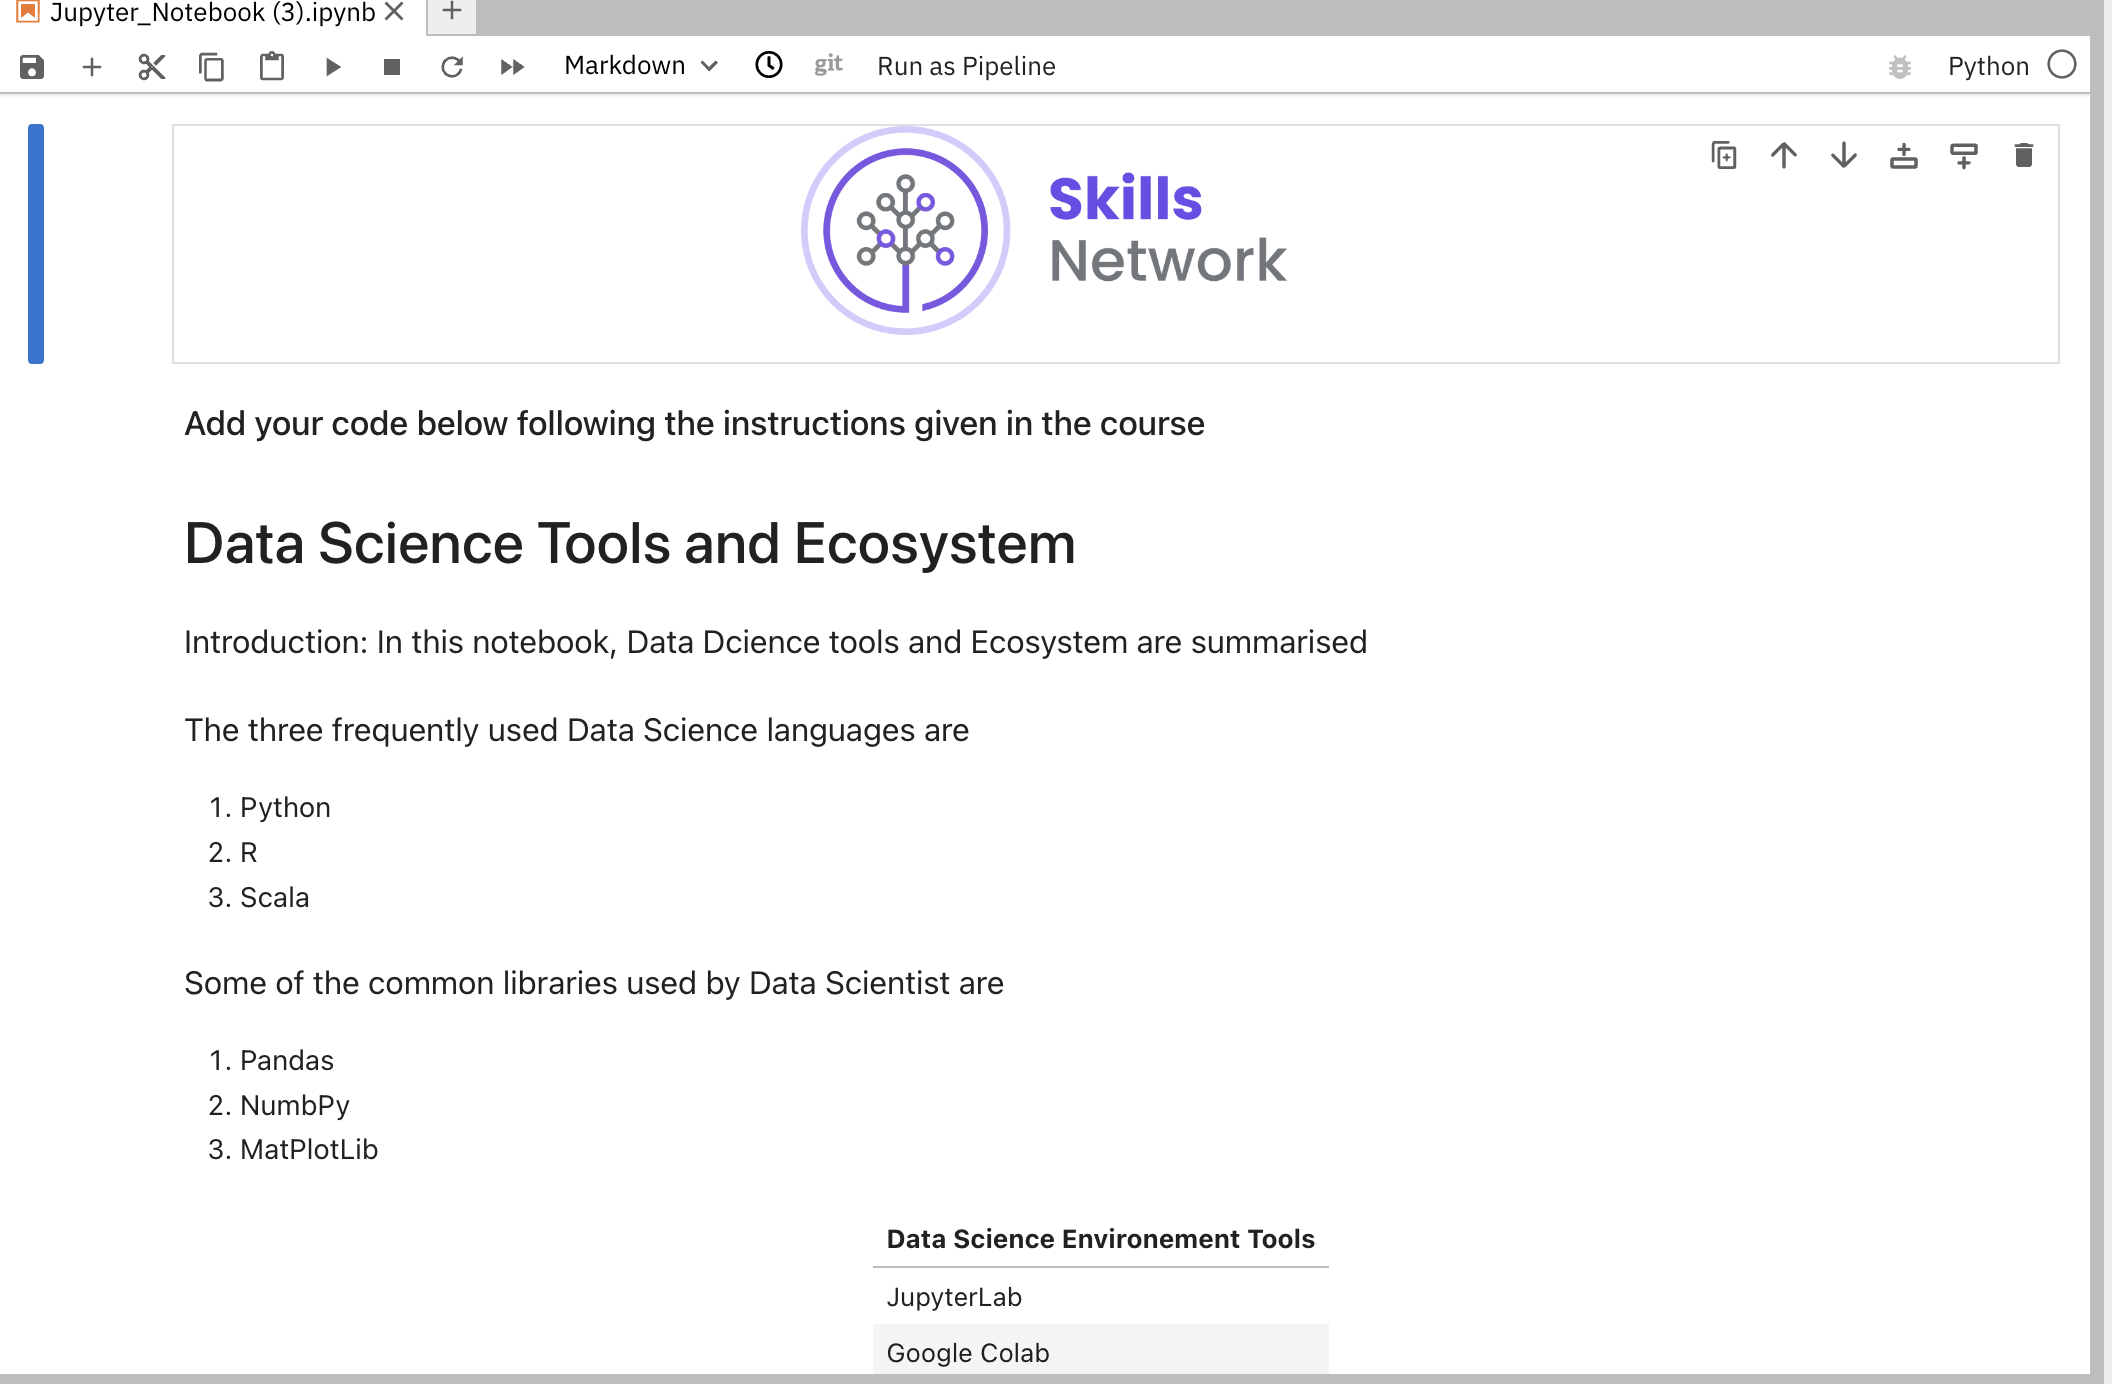 Jupyter_Notebook (3).ipynb
Markdown
git
Run as Pipeline
Python
Skills
Network
Add your code below following the instructions given in the course
Data Science Tools and Ecosystem
Introduction: In this notebook, Data Dcience tools and Ecosystem are summarised
The three frequently used Data Science languages are
1. Python
2. R
3. Scala
Some of the common libraries used by Data Scientist are
1. Pandas
2. NumbPy
3. MatPlotLib
Data Science Environement Tools
JupyterLab
Google Colab